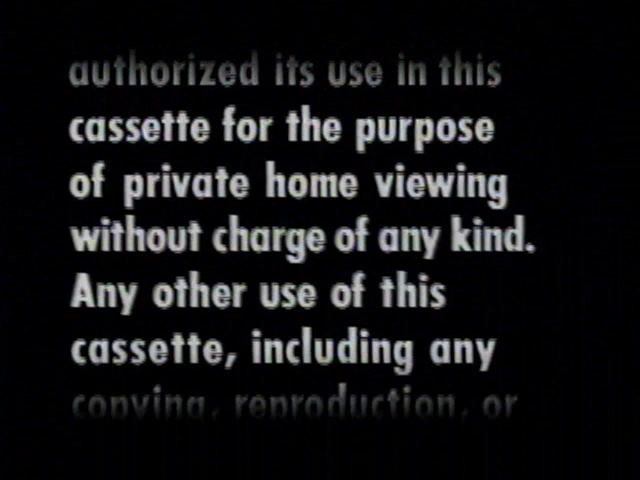 authorized its use in this
cassette for the purpose
of private home viewing
without charge of any kind.
Any other use of this
cassette, including any
copying, reproduction, or